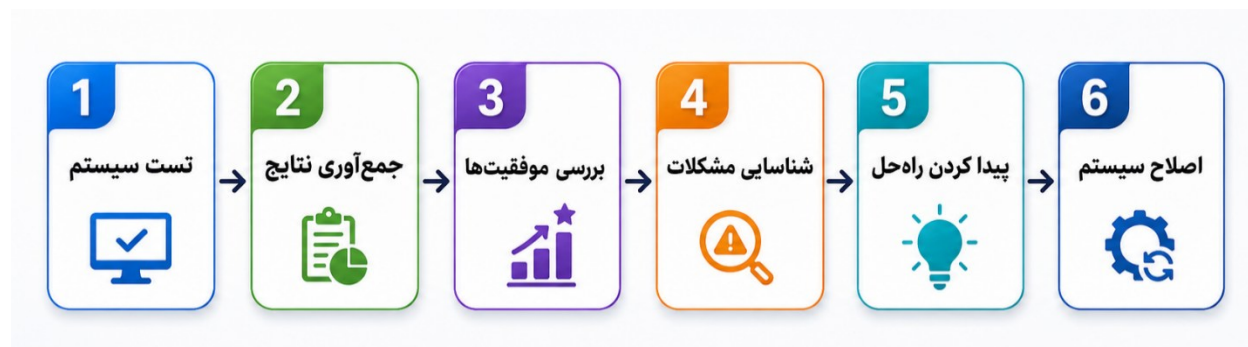 1
تست سیستم
2
جمع‌آوری نتایج
3
بررسی موفقیت‌ها
4
شناسایی مشکلات
5
پیدا کردن راه‌حل
6
اصلاح سیستم